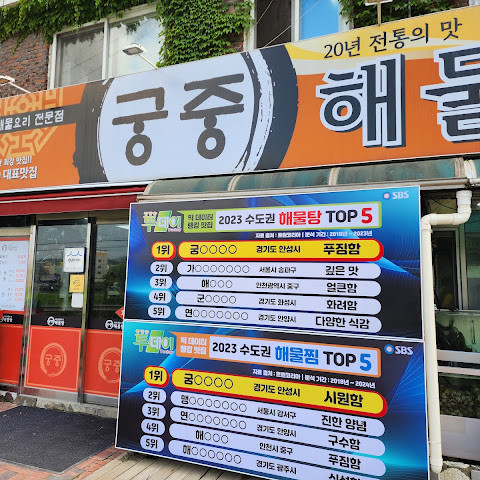 20년 전통의 맛
해물요리 전문점
궁중
해물
대표맛집
푸드데이
빅 데이터
랭킹 맛집
2023 수도권 해물탕 TOP 5
SBS
1위 궁○○○○ 경기도 안성시 푸짐함
2위 가○○○○○○○ 서울시 송파구 깊은 맛
3위 해○○○ 인천광역시 중구 얼큰함
4위 군○○○○ 경기도 화성시 화려함
5위 연○○○○○○○ 경기도 안양시 다양한 식감
빅 데이터
랭킹 맛집
2023 수도권 해물찜 TOP 5
SBS
1위 궁○○○○ 경기도 안성시 시원함
2위 앵○○○○○○ 서울시 강서구 진한 양념
3위 연○○○○○○○ 경기도 안양시 구수함
4위 해○○○ 인천시 중구 푸짐함
5위 해○○○○○○ 경기도 광주시
궁중